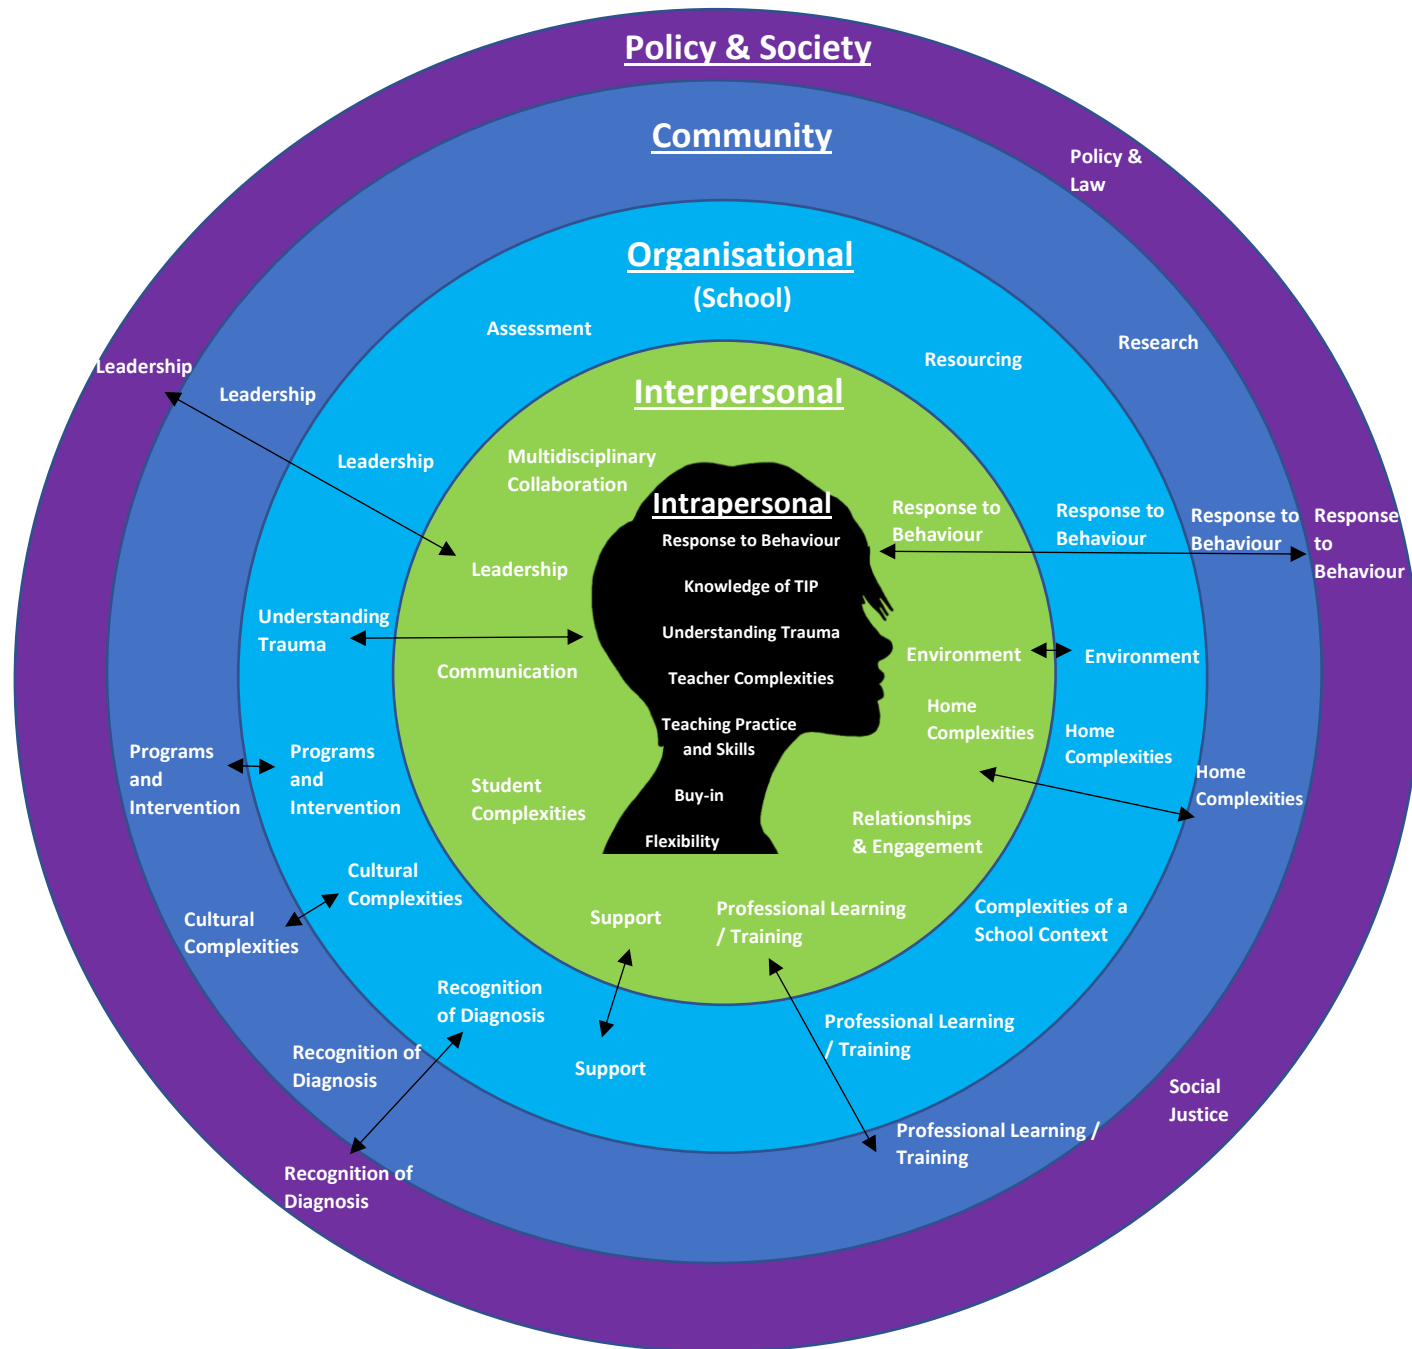 Policy & Society
Community
Policy &
Law
Organisational
(School)
Assessment
Research
Resourcing
Leadership
Leadership
Interpersonal
Leadership
Multidisciplinary
Collaboration
Intrapersonal
Response to Behaviour
Knowledge of TIP
Understanding Trauma
Teacher Complexities
Teaching Practice
and Skills
Buy-in
Flexibility
Response to
Behaviour
Response to
Behaviour
Response to
Behaviour
Response
to
Behaviour
Leadership
Understanding
Trauma
Communication
Environment
Environment
Home
Complexities
Home
Complexities
Home
Complexities
Programs
and
Intervention
Programs
and
Intervention
Student
Complexities
Relationships
& Engagement
Cultural
Complexities
Cultural
Complexities
Support
Professional Learning
/ Training
Complexities of a
School Context
Recognition
of Diagnosis
Recognition of
Diagnosis
Recognition of
Diagnosis
Support
Professional Learning
/ Training
Professional Learning /
Training
Social
Justice